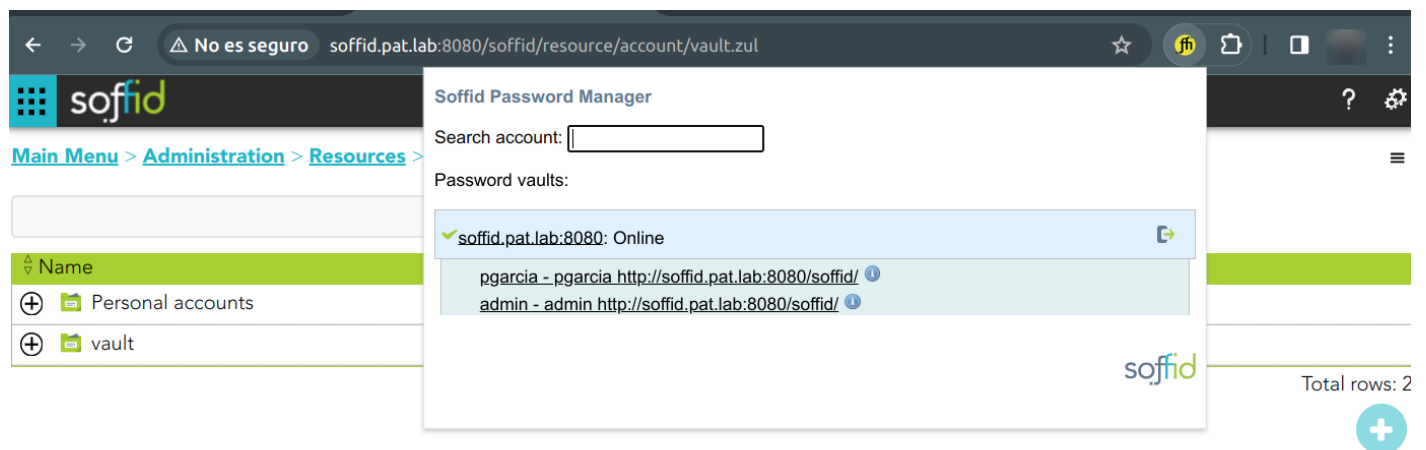 No es seguro soffid.pat.lab:8080/soffid/resource/account/vault.zul
soffid
Main Menu > Administration > Resources >
Soffid Password Manager
Search account:
Password vaults:
soffid.pat.lab:8080: Online
pgarcia - pgarcia http://soffid.pat.lab:8080/soffid/
admin - admin http://soffid.pat.lab:8080/soffid/
soffid
Name
Personal accounts
vault
Total rows: 2